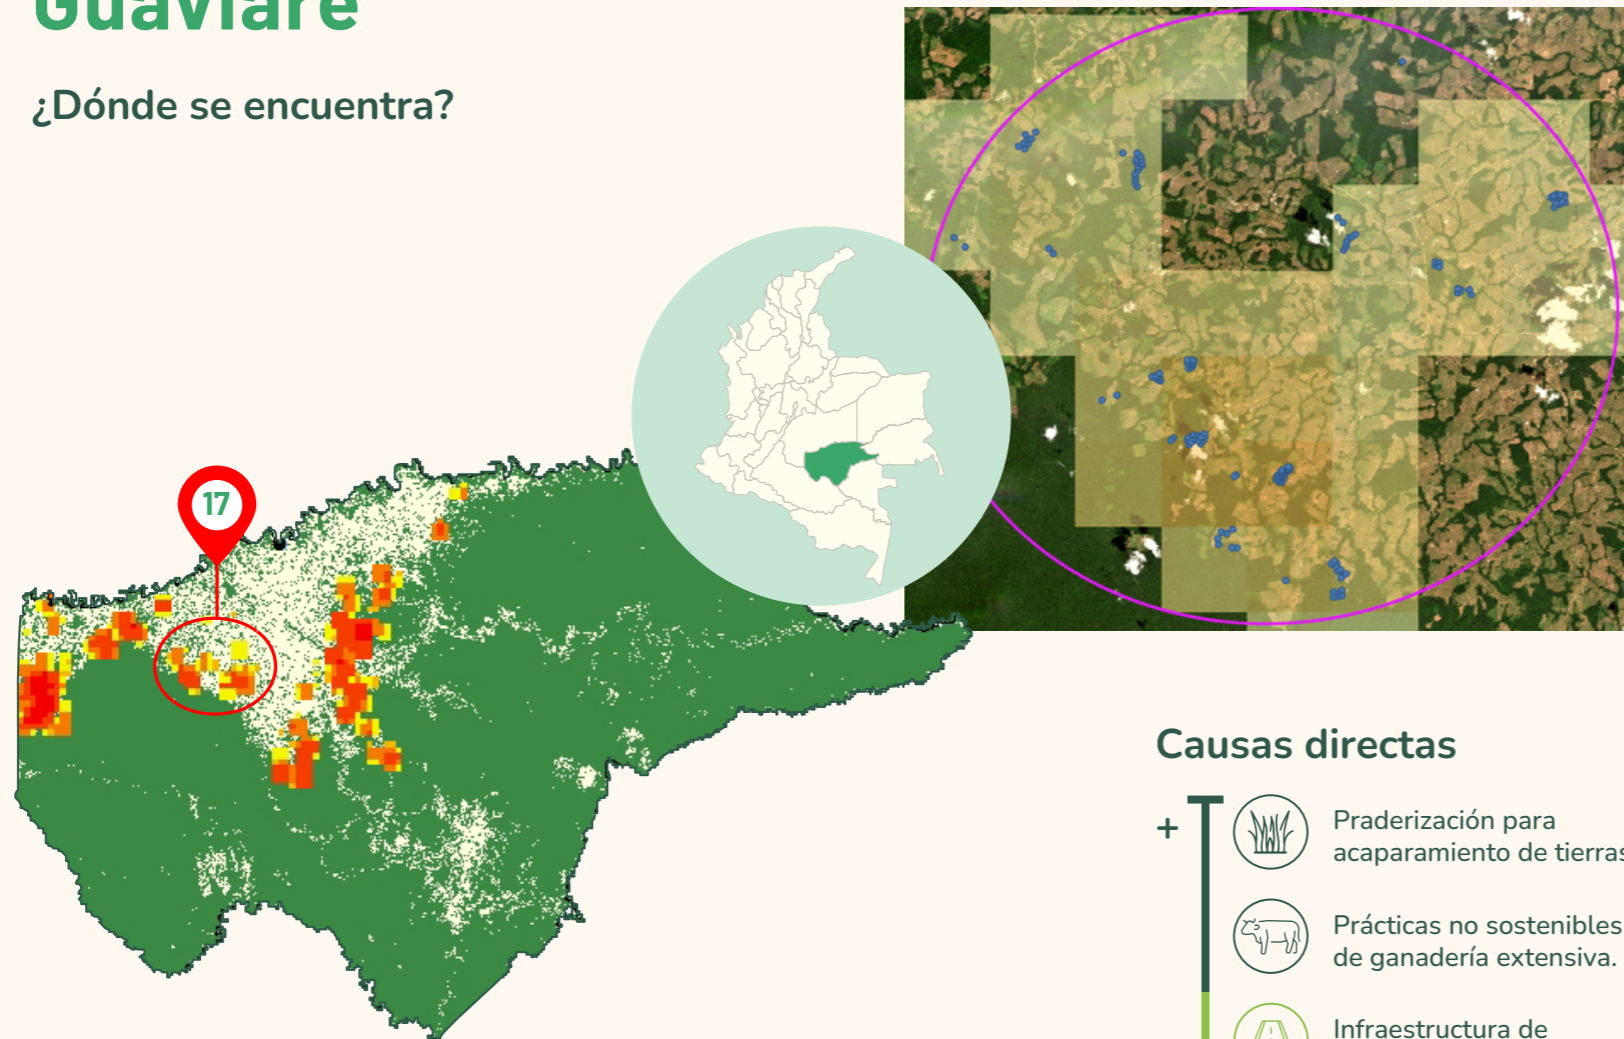 Guaviare
¿Dónde se encuentra?
17
Causas directas
+
Praderización para
acaparamiento de tierras
Prácticas no sostenibles
de ganadería extensiva.
Infraestructura de